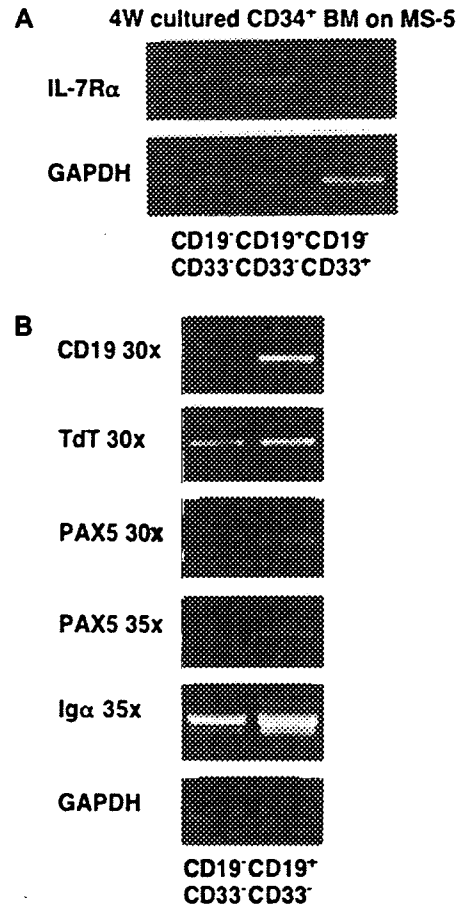 A 4W cultured CD34⁺ BM on MS-5
IL-7Rα
GAPDH
CD19⁻CD19⁺CD19⁻
CD33⁻CD33⁻CD33⁺
B
CD19 30x
TdT 30x
PAX5 30x
PAX5 35x
Igα 35x
GAPDH
CD19⁻CD19⁺
CD33⁻CD33⁻